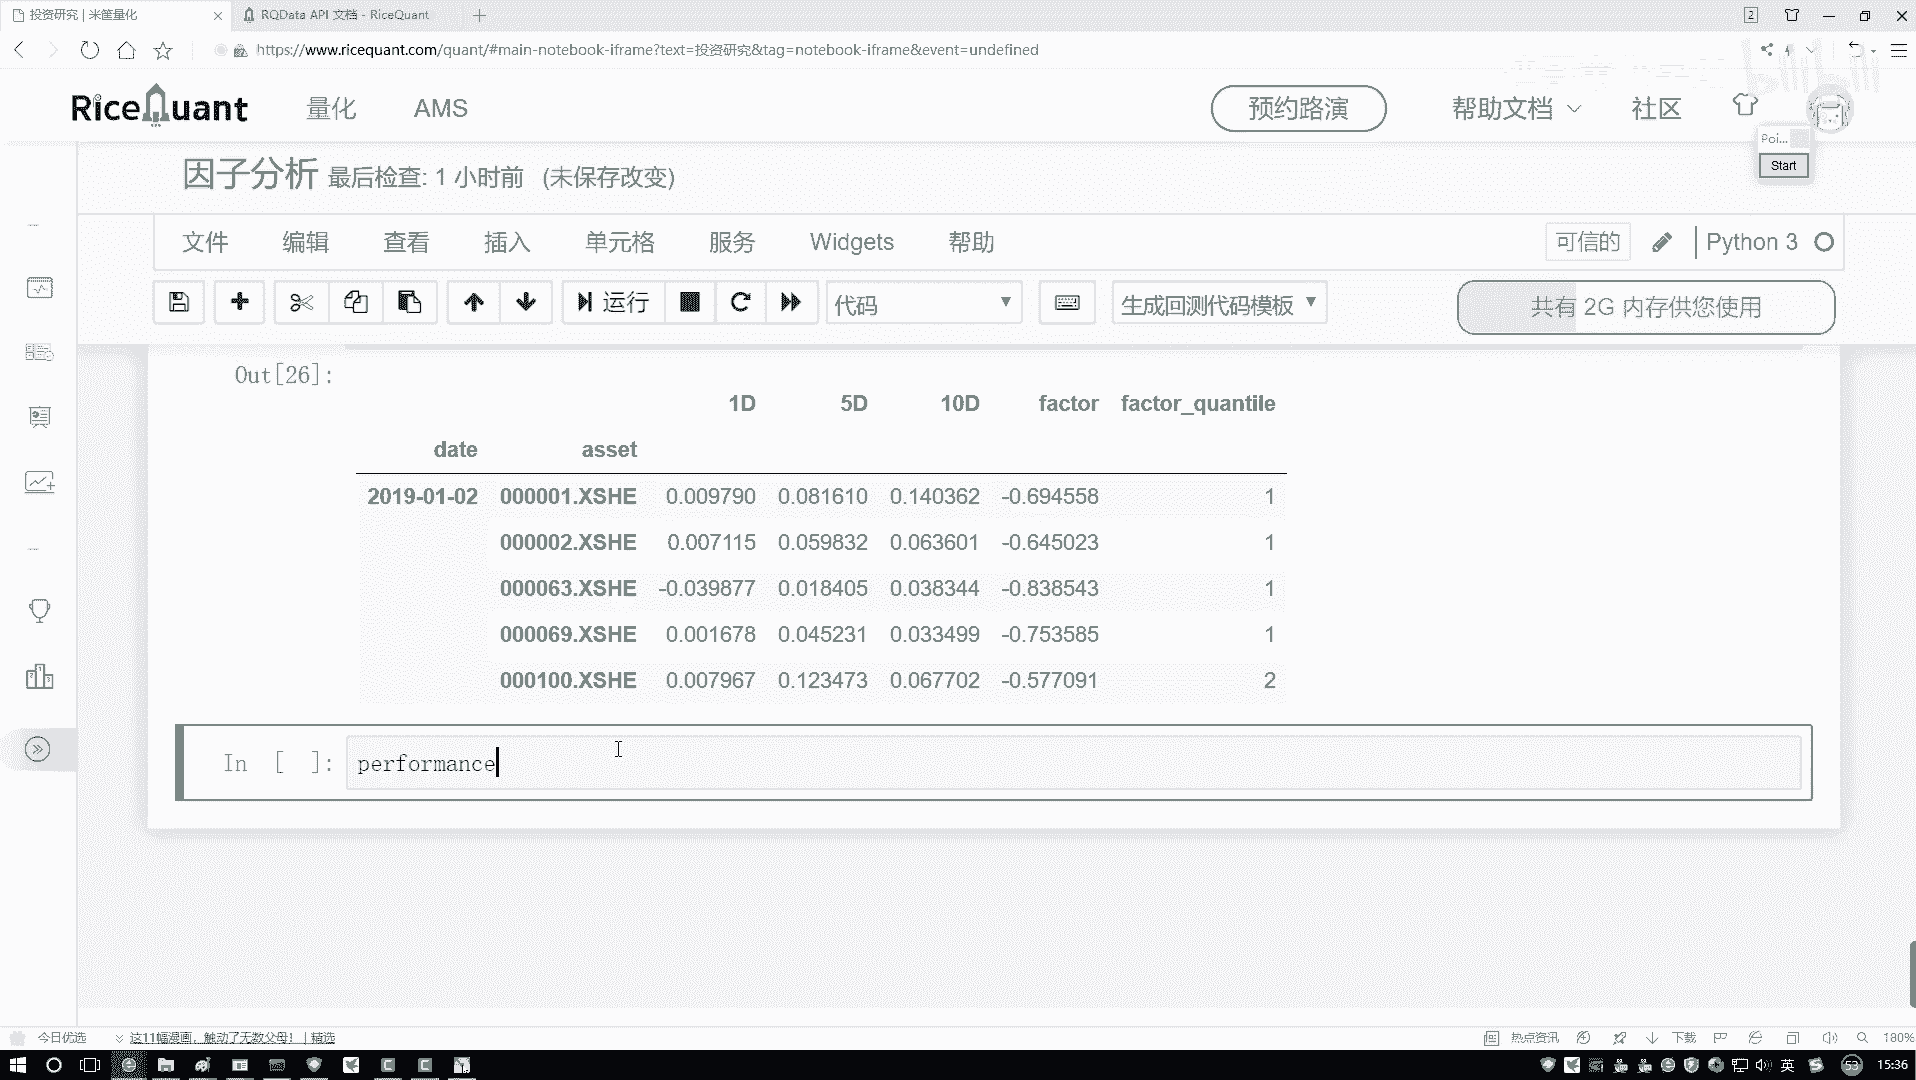 投资研究 | 米筐量化
RQData API 文档 - RiceQuant
2
https://www.ricequant.com/quant/#main-notebook-iframe?text=投资研究&tag=notebook-iframe&event=undefined
bilibili
RiceQuant 量化 AMS 预约路演 帮助文档 社区
Poi...
Start
因子分析 最后检查: 1 小时前 (未保存改变)
文件 编辑 查看 插入 单元格 服务 Widgets 帮助 可信的 Python 3
运行 代码 生成回测代码模板 共有 2G 内存供您使用
Out[26]:
1D 5D 10D factor factor_quantile
date asset
2019-01-02 000001.XSHE 0.009790 0.081610 0.140362 -0.694558 1
000002.XSHE 0.007115 0.059832 0.063601 -0.645023 1
000063.XSHE -0.039877 0.018405 0.038344 -0.838543 1
000069.XSHE 0.001678 0.045231 0.033499 -0.753585 1
000100.XSHE 0.007967 0.123473 0.067702 -0.577091 2
In [ ]: performance
今日优选 这11幅漫画，触动了无数父母！ | 精选 热点资讯 下载 180%
英 53 15:36